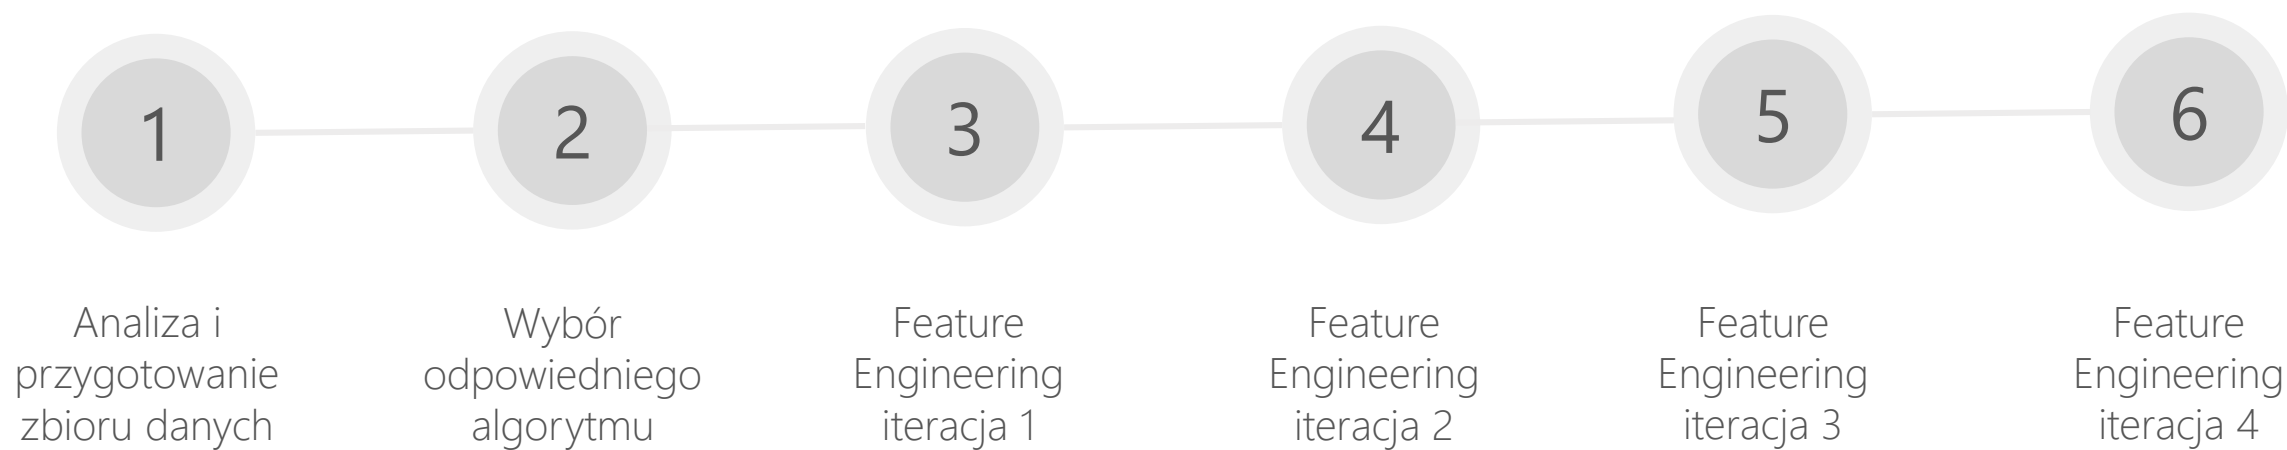 1
2
3
4
5
6
Analiza i
przygotowanie
zbioru danych
Wybór
odpowiedniego
algorytmu
Feature
Engineering
iteracja 1
Feature
Engineering
iteracja 2
Feature
Engineering
iteracja 3
Feature
Engineering
iteracja 4